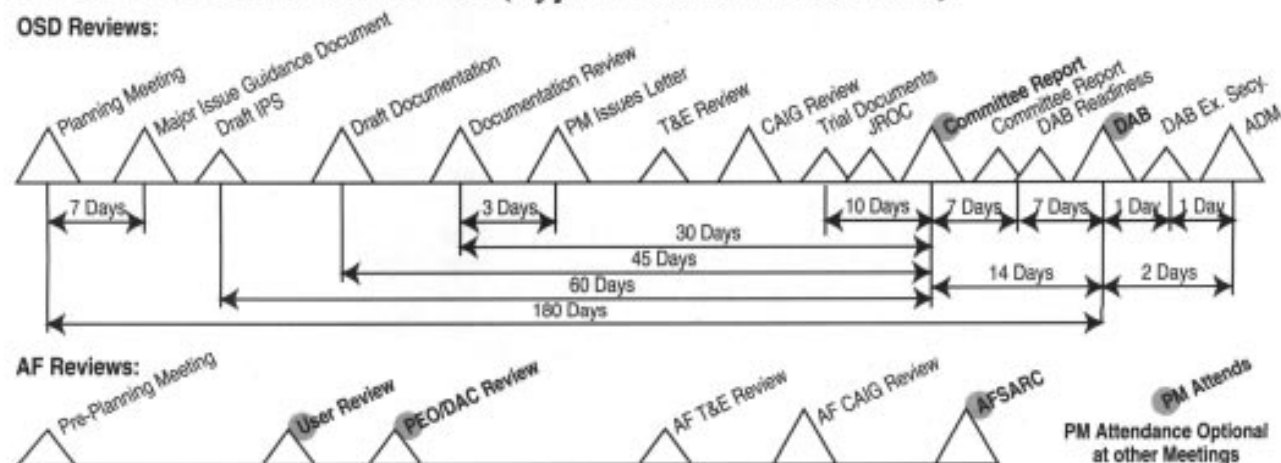 OSD Reviews:
Planning Meeting
Major Issue Guidance Document
Draft IPS
Draft Documentation
Documentation Review
PM Issues Letter
T&E Review
CAIG Review
Trial Documents
JROC
Committee Report
Committee Report
DAB Readiness
DAB
DAB Ex. Secy.
ADM
7 Days
3 Days
10 Days
7 Days
7 Days
1 Day
1 Day
30 Days
45 Days
14 Days
2 Days
60 Days
180 Days
AF Reviews:
Pre-Planning Meeting
User Review
PEO/DAC Review
AF T&E Review
AF CAIG Review
AFSARC
PM Attends
PM Attendance Optional
at other Meetings